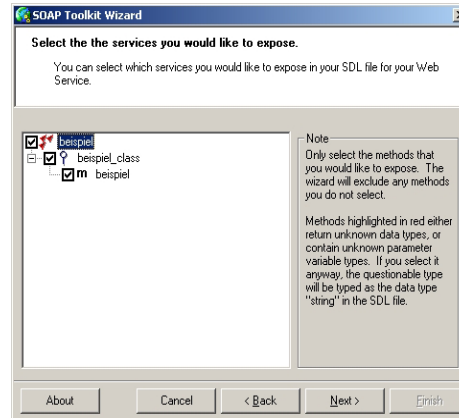 SOAP Toolkit Wizard
Select the the services you would like to expose.
You can select which services you would like to expose in your SDL file for your Web
Service.
beispiel
beispiel_class
m beispiel
Note
Only select the methods that
you would like to expose. The
wizard will exclude any methods
you do not select.
Methods highlighted in red either
return unknown data types, or
contain unknown parameter
variable types. If you select it
anyway, the questionable type
will be typed as the data type
"string" in the SDL file.
About
Cancel
< Back
Next >
Finish